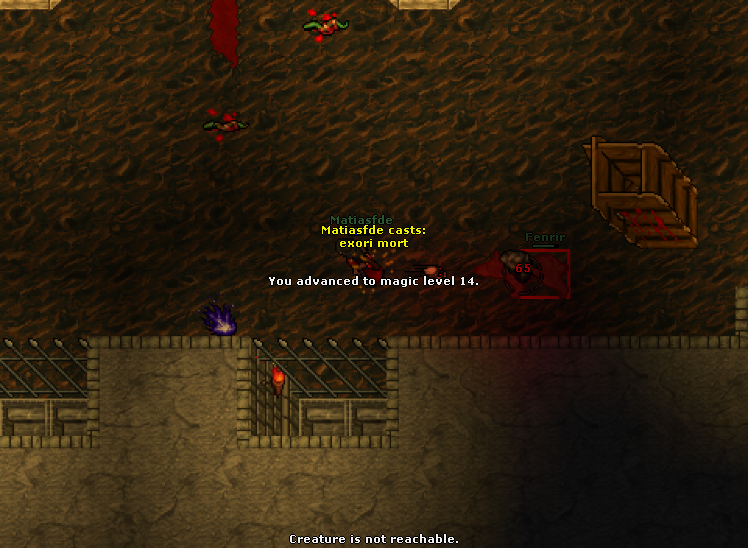 Matiasfde
Matiasfde casts:
exori mort
Fenrir
65
You advanced to magic level 14.
Creature is not reachable.